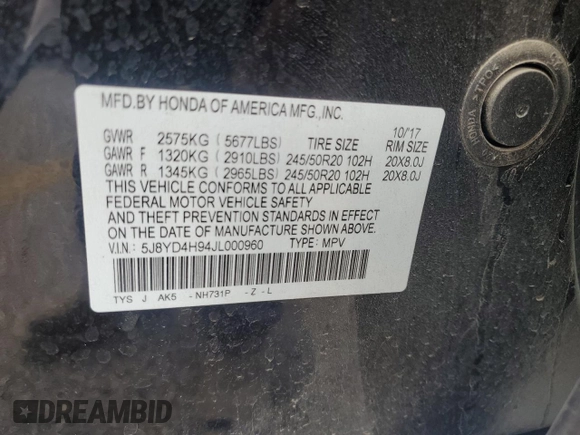 MFD.BY HONDA OF AMERICA MFG.,INC.
10/17
GVWR 2575KG ( 5677LBS) TIRE SIZE RIM SIZE
GAWR F 1320KG ( 2910LBS) 245/50R20 102H 20X8.0J
GAWR R 1345KG ( 2965LBS) 245/50R20 102H 20X8.0J
THIS VEHICLE CONFORMS TO ALL APPLICABLE
FEDERAL MOTOR VEHICLE SAFETY
AND THEFT PREVENTION STANDARDS IN EFFECT
ON THE DATE OF MANUFACTURE SHOWN ABOVE.
V.I.N.: 5J8YD4H94JL000960 TYPE: MPV
TYS J AK5 -NH731P -Z-L
HONDA >TPO<
DREAMBID